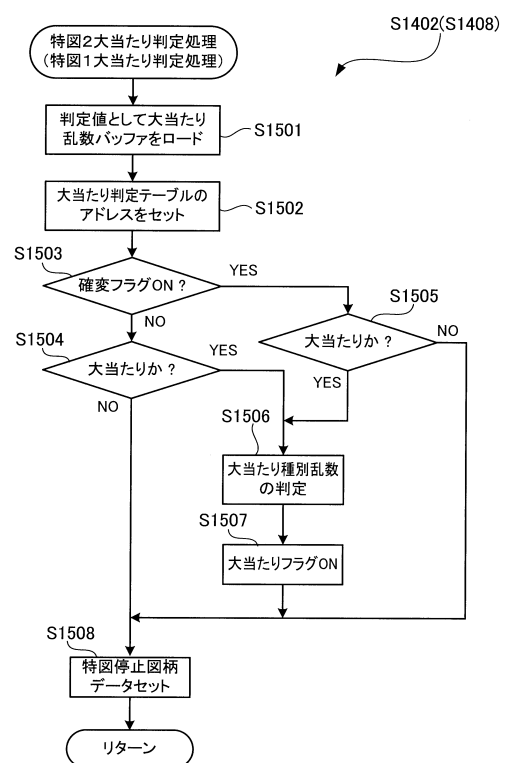 特図2大当たり判定処理
(特図1大当たり判定処理)
S1402(S1408)
判定値として大当たり
乱数バッファをロード
S1501
大当たり判定テーブルの
アドレスをセット
S1502
S1503
確変フラグON？
YES
NO
S1505
大当たりか？
NO
YES
S1504
大当たりか？
YES
NO
S1506
大当たり種別乱数
の判定
S1507
大当たりフラグON
S1508
特図停止図柄
データセット
リターン